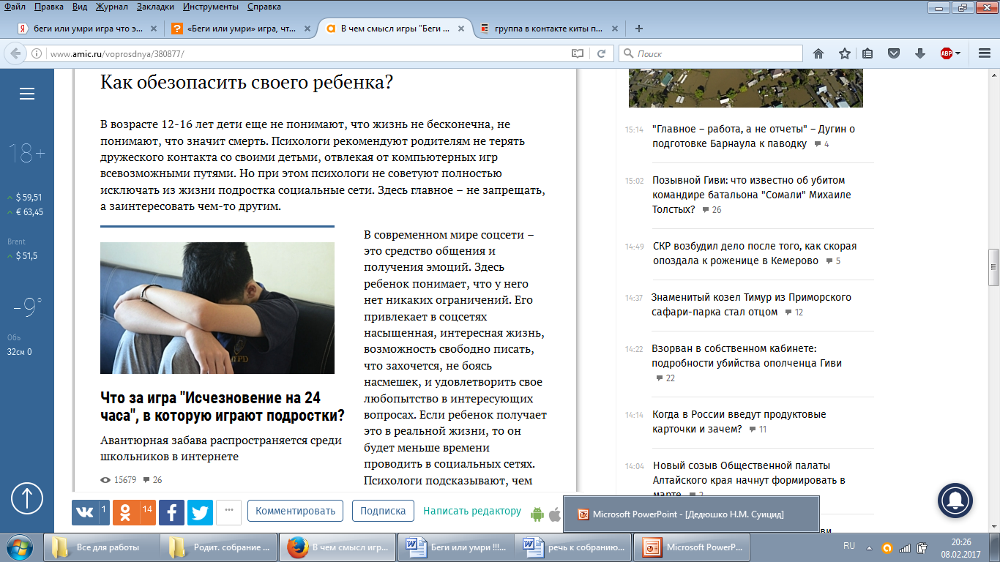 Файл Правка Вид Журнал Закладки Инструменты Справка
беги или умри игра что э...
«Беги или умри» игра, чт...
В чем смысл игры "Беги ...
группа в контакте киты п...
www.amic.ru/voprosdnya/380877/
Поиск
ABP
18+
$ 59,51
€ 63,45
Brent
$ 51,5
-9°
Обь
32см 0
Как обезопасить своего ребенка?
В возрасте 12-16 лет дети еще не понимают, что жизнь не бесконечна, не
понимают, что значит смерть. Психологи рекомендуют родителям не терять
дружеского контакта со своими детьми, отвлекая от компьютерных игр
всевозможными путями. Но при этом психологи не советуют полностью
исключать из жизни подростка социальные сети. Здесь главное – не запрещать,
а заинтересовать чем-то другим.
Что за игра "Исчезновение на 24
часа", в которую играют подростки?
Авантюрная забава распространяется среди
школьников в интернете
15679 26
В современном мире соцсети –
это средство общения и
получения эмоций. Здесь
ребенок понимает, что у него
нет никаких ограничений. Его
привлекает в соцсетях
насыщенная, интересная жизнь,
возможность свободно писать,
что захочется, не боясь
насмешек, и удовлетворить свое
любопытство в интересующих
вопросах. Если ребенок получает
это в реальной жизни, то он
будет меньше времени
проводить в социальных сетях.
Психологи подсказывают, чем
15:14 "Главное – работа, а не отчеты" – Дугин о
подготовке Барнаула к паводку 4
15:02 Позывной Гиви: что известно об убитом
командире батальона "Сомали" Михаиле
Толстых? 26
14:49 СКР возбудил дело после того, как скорая
опоздала к роженице в Кемерово 5
14:37 Знаменитый козел Тимур из Приморского
сафари-парка стал отцом 12
14:22 Взорван в собственном кабинете:
подробности убийства ополченца Гиви
22
14:14 Когда в России введут продуктовые
карточки и зачем? 11
14:04 Новый созыв Общественной палаты
Алтайского края начнут формировать в
марте 2
1
14
Комментировать
Подписка
Написать редактору
Microsoft PowerPoint - [Дедюшко Н.М. Суицид]
Все для работы
Родит. собрание ...
В чем смысл игр...
Беги или умри !!!...
речь к собранию...
Microsoft PowerP...
RU
20:26
08.02.2017